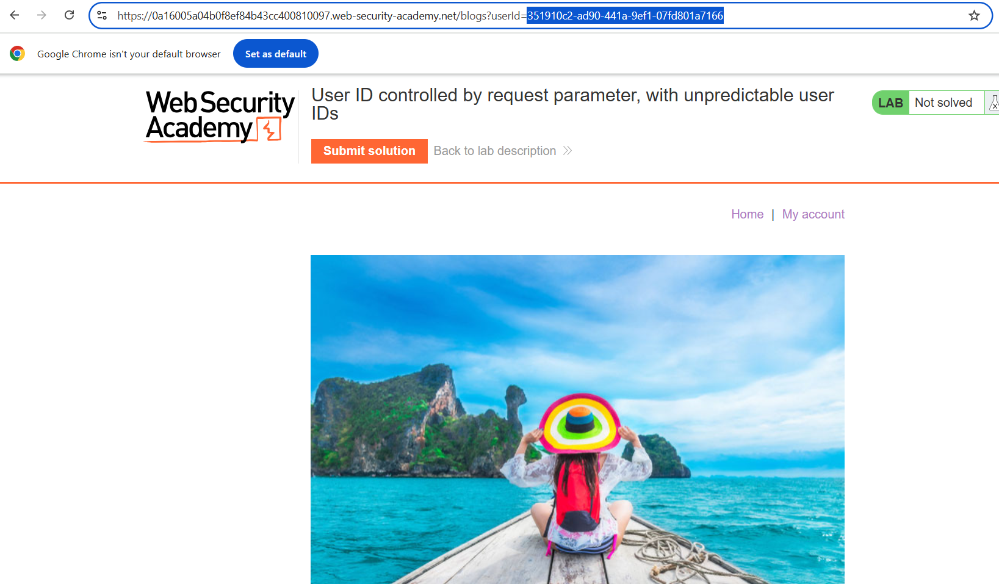 https://0a16005a04b0f8ef84b43cc400810097.web-security-academy.net/blogs?userId=351910c2-ad90-441a-9ef1-07fd801a7166
Google Chrome isn't your default browser
Set as default
WebSecurity
Academy
User ID controlled by request parameter, with unpredictable user
IDs
LAB
Not solved
Submit solution
Back to lab description
Home | My account